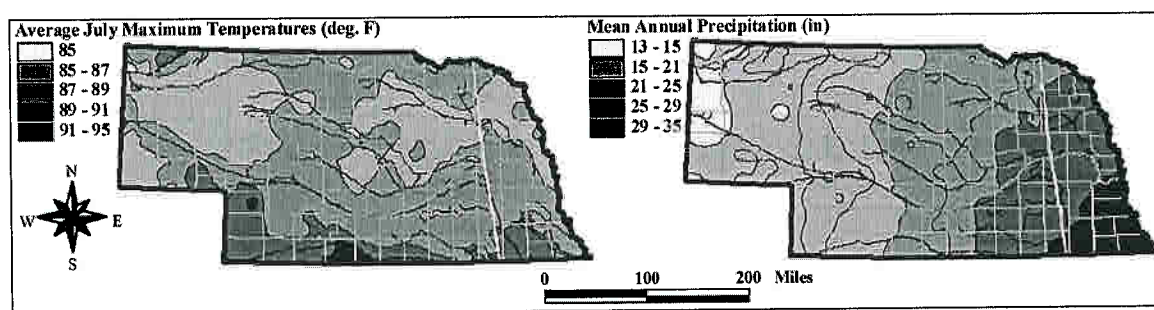 Average July Maximum Temperatures (deg. F)
85
85 - 87
87 - 89
89 - 91
91 - 95
N
W E
S
Mean Annual Precipitation (in)
13 - 15
15 - 21
21 - 25
25 - 29
29 - 35
0 100 200 Miles